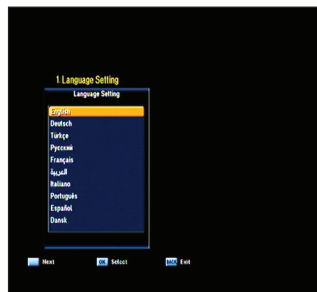 1 Language Setting
Language Setting
English
Deutsch
Türkçe
Русский
Français
العربية
Italiano
Português
Español
Dansk
Next OK Select BACK Exit